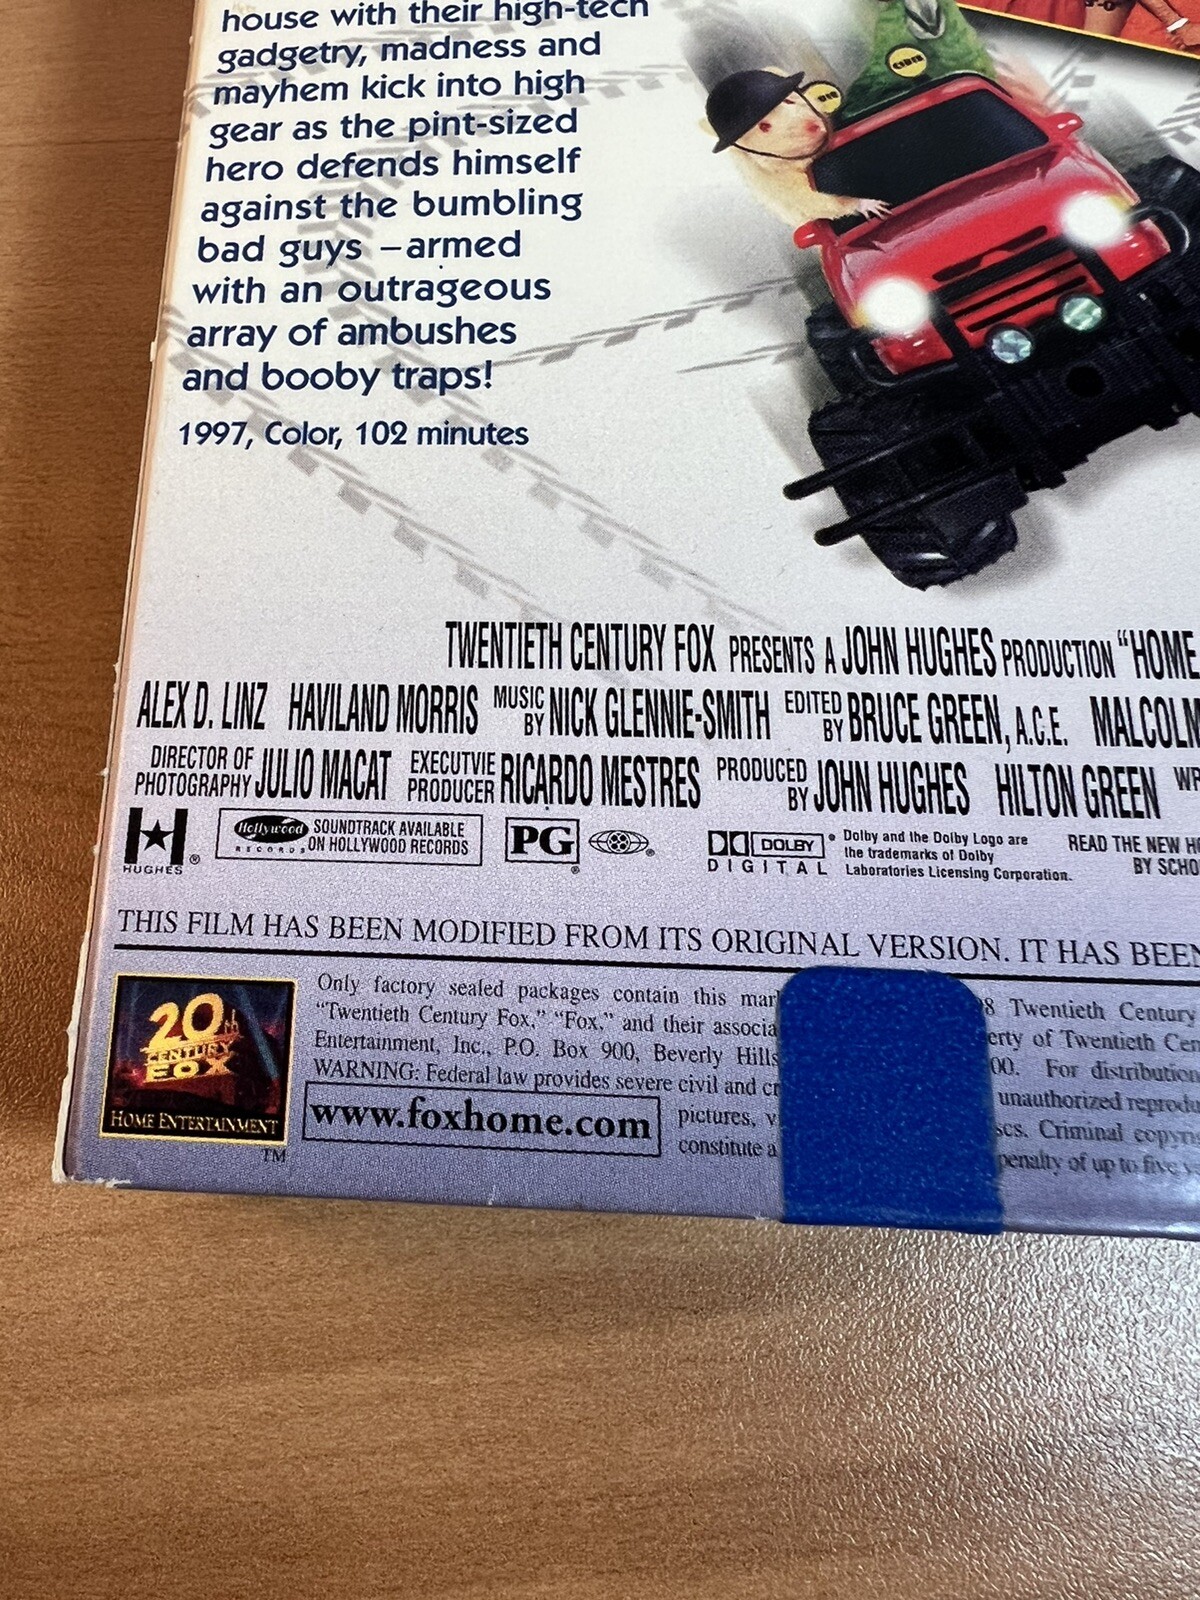 house with their high-tech
gadgetry, madness and
mayhem kick into high
gear as the pint-sized
hero defends himself
against the bumbling
bad guys –armed
with an outrageous
array of ambushes
and booby traps!
1997, Color, 102 minutes
TWENTIETH CENTURY FOX PRESENTS A JOHN HUGHES PRODUCTION "HOME
ALEX D. LINZ HAVILAND MORRIS MUSIC BY NICK GLENNIE-SMITH EDITED BY BRUCE GREEN, A.C.E. MALCOLM
DIRECTOR OF PHOTOGRAPHY JULIO MACAT EXECUTVIE PRODUCER RICARDO MESTRES PRODUCED BY JOHN HUGHES HILTON GREEN
H HUGHES ®
Hollywood RECORDS SOUNDTRACK AVAILABLE
ON HOLLYWOOD RECORDS
PG ®
DOLBY DIGITAL
Dolby and the Dolby Logo are
the trademarks of Dolby
Laboratories Licensing Corporation.
READ THE NEW
BY
THIS FILM HAS BEEN MODIFIED FROM ITS ORIGINAL VERSION. IT HAS BEEN
20th CENTURY FOX
HOME ENTERTAINMENT
TM
Only factory sealed packages contain this mar 8 Twentieth Century
"Twentieth Century Fox," "Fox," and their associa erty of Twentieth Cen
Entertainment, Inc., P.O. Box 900, Beverly Hills 00. For distribution
WARNING: Federal law provides severe civil and cr unauthorized reprodu
www.foxhome.com
pictures, v scs. Criminal copyri
constitute a penalty of up to five